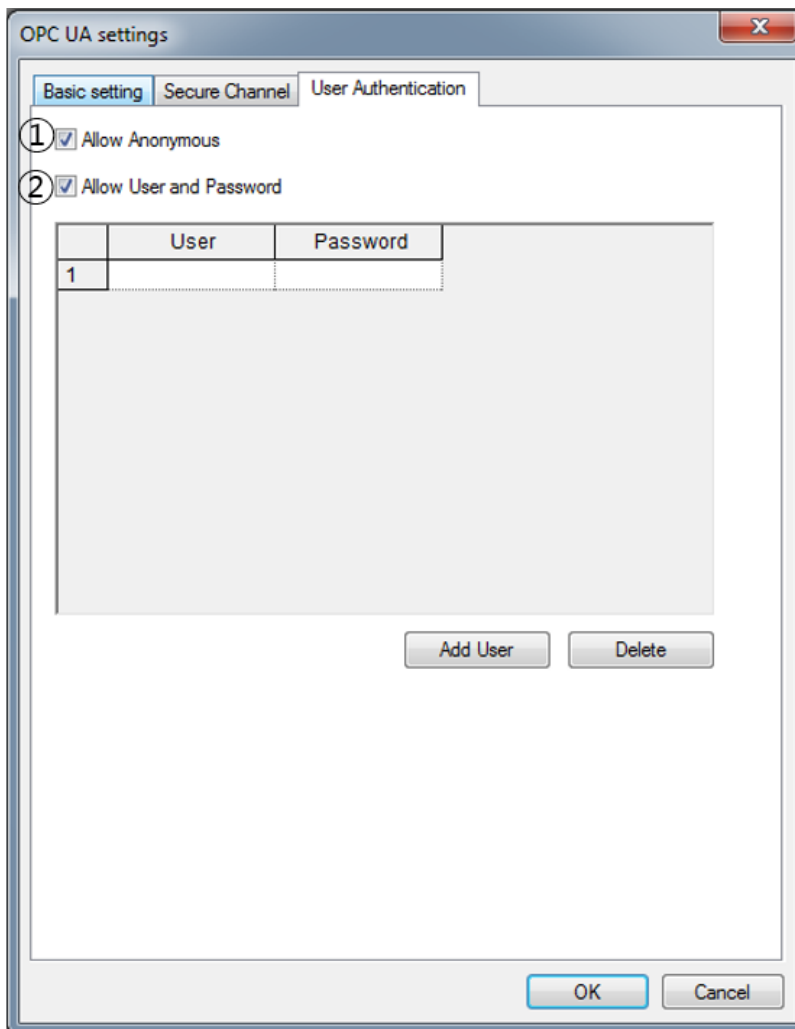 OPC UA settings
Basic setting Secure Channel User Authentication
① Allow Anonymous
② Allow User and Password
User Password
1
Add User Delete
OK Cancel